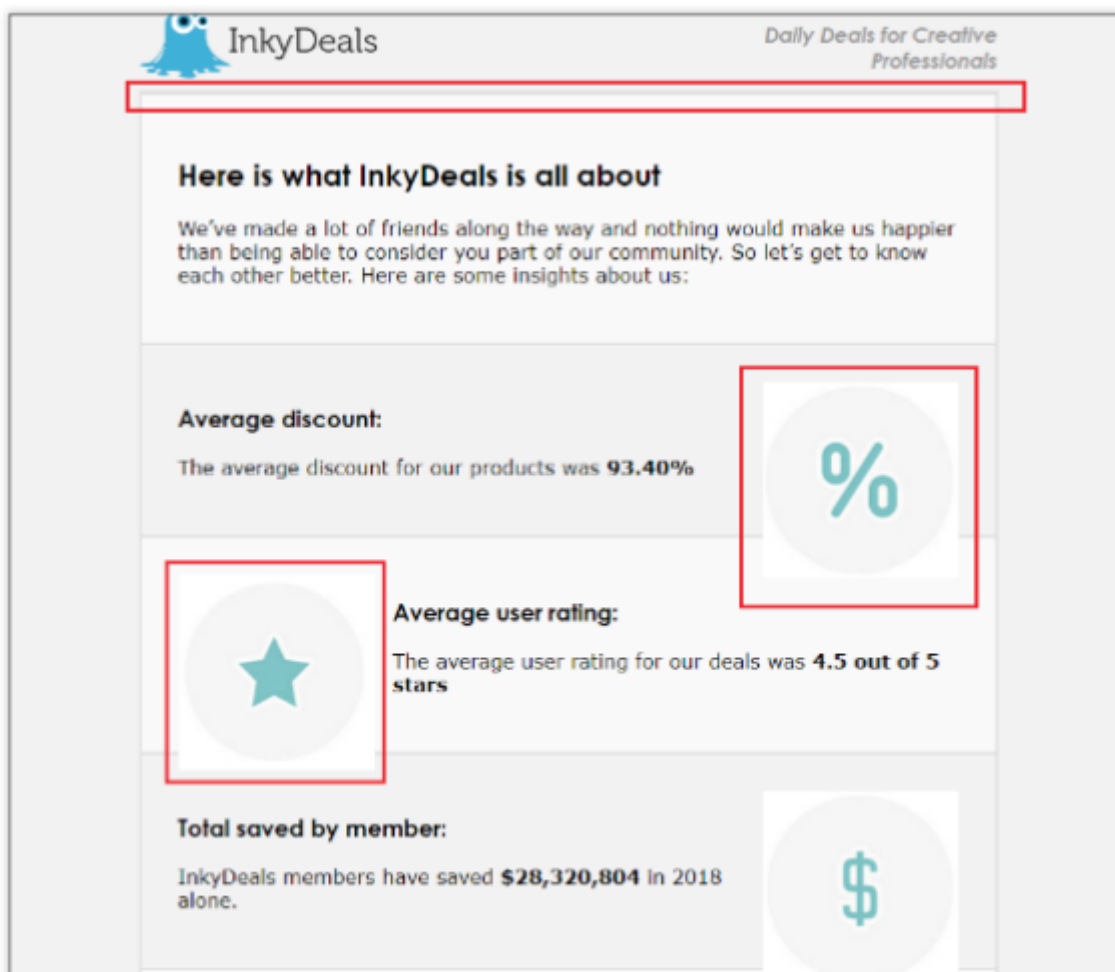 InkyDeals
Daily Deals for Creative
Professionals
Here is what InkyDeals is all about
We've made a lot of friends along the way and nothing would make us happier
than being able to consider you part of our community. So let's get to know
each other better. Here are some insights about us:
Average discount:
The average discount for our products was 93.40%
%
Average user rating:
The average user rating for our deals was 4.5 out of 5
stars
Total saved by member:
InkyDeals members have saved $28,320,804 in 2018
alone.
$